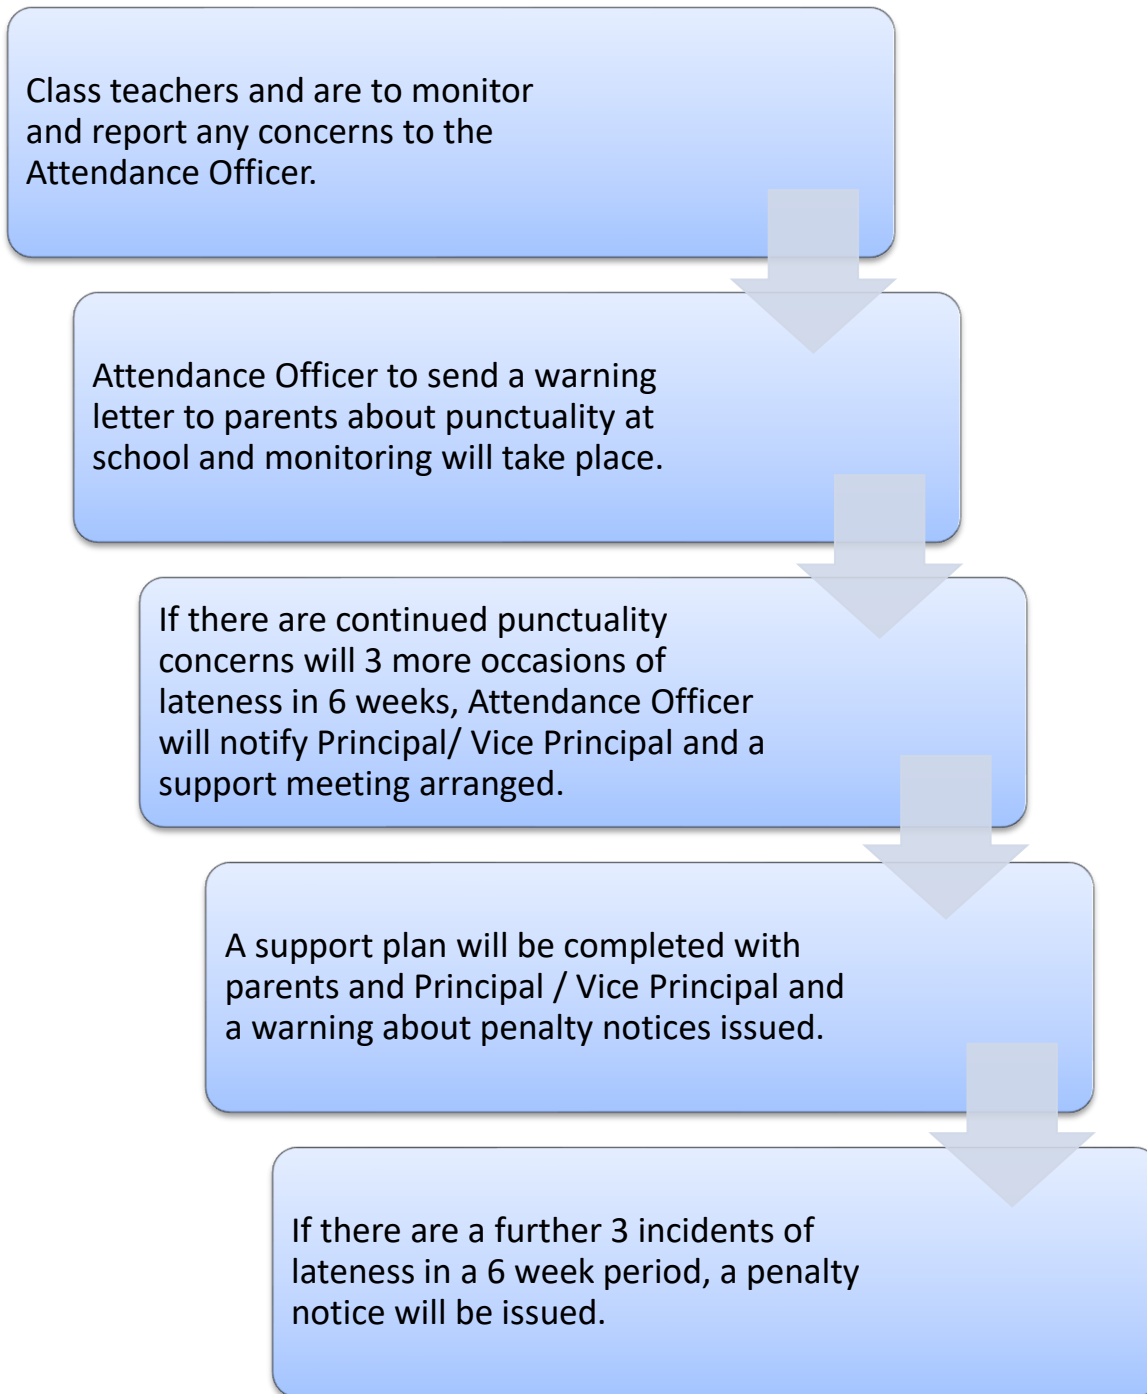 Class teachers and are to monitor
and report any concerns to the
Attendance Officer.
Attendance Officer to send a warning
letter to parents about punctuality at
school and monitoring will take place.
If there are continued punctuality
concerns will 3 more occasions of
lateness in 6 weeks, Attendance Officer
will notify Principal/ Vice Principal and a
support meeting arranged.
A support plan will be completed with
parents and Principal / Vice Principal and
a warning about penalty notices issued.
If there are a further 3 incidents of
lateness in a 6 week period, a penalty
notice will be issued.